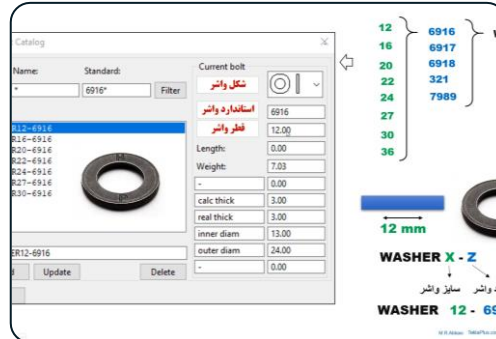 Catalog
Name:
Standard:
*
6916*
Filter
R12-6916
R16-6916
R20-6916
R22-6916
R24-6916
R27-6916
R30-6916
ER12-6916
Update
Delete
Current bolt
شکل واشر
استاندارد واشر
6916
قطر واشر
12.00
Length:
0.00
Weight:
7.03
-
0.00
calc thick
3.00
real thick
3.00
inner diam
13.00
outer diam
24.00
-
0.00
12
16
20
22
24
27
30
36
6916
6917
6918
321
7989
12 mm
WASHER X - Z
سایز واشر
واشر
WASHER 12 - 69